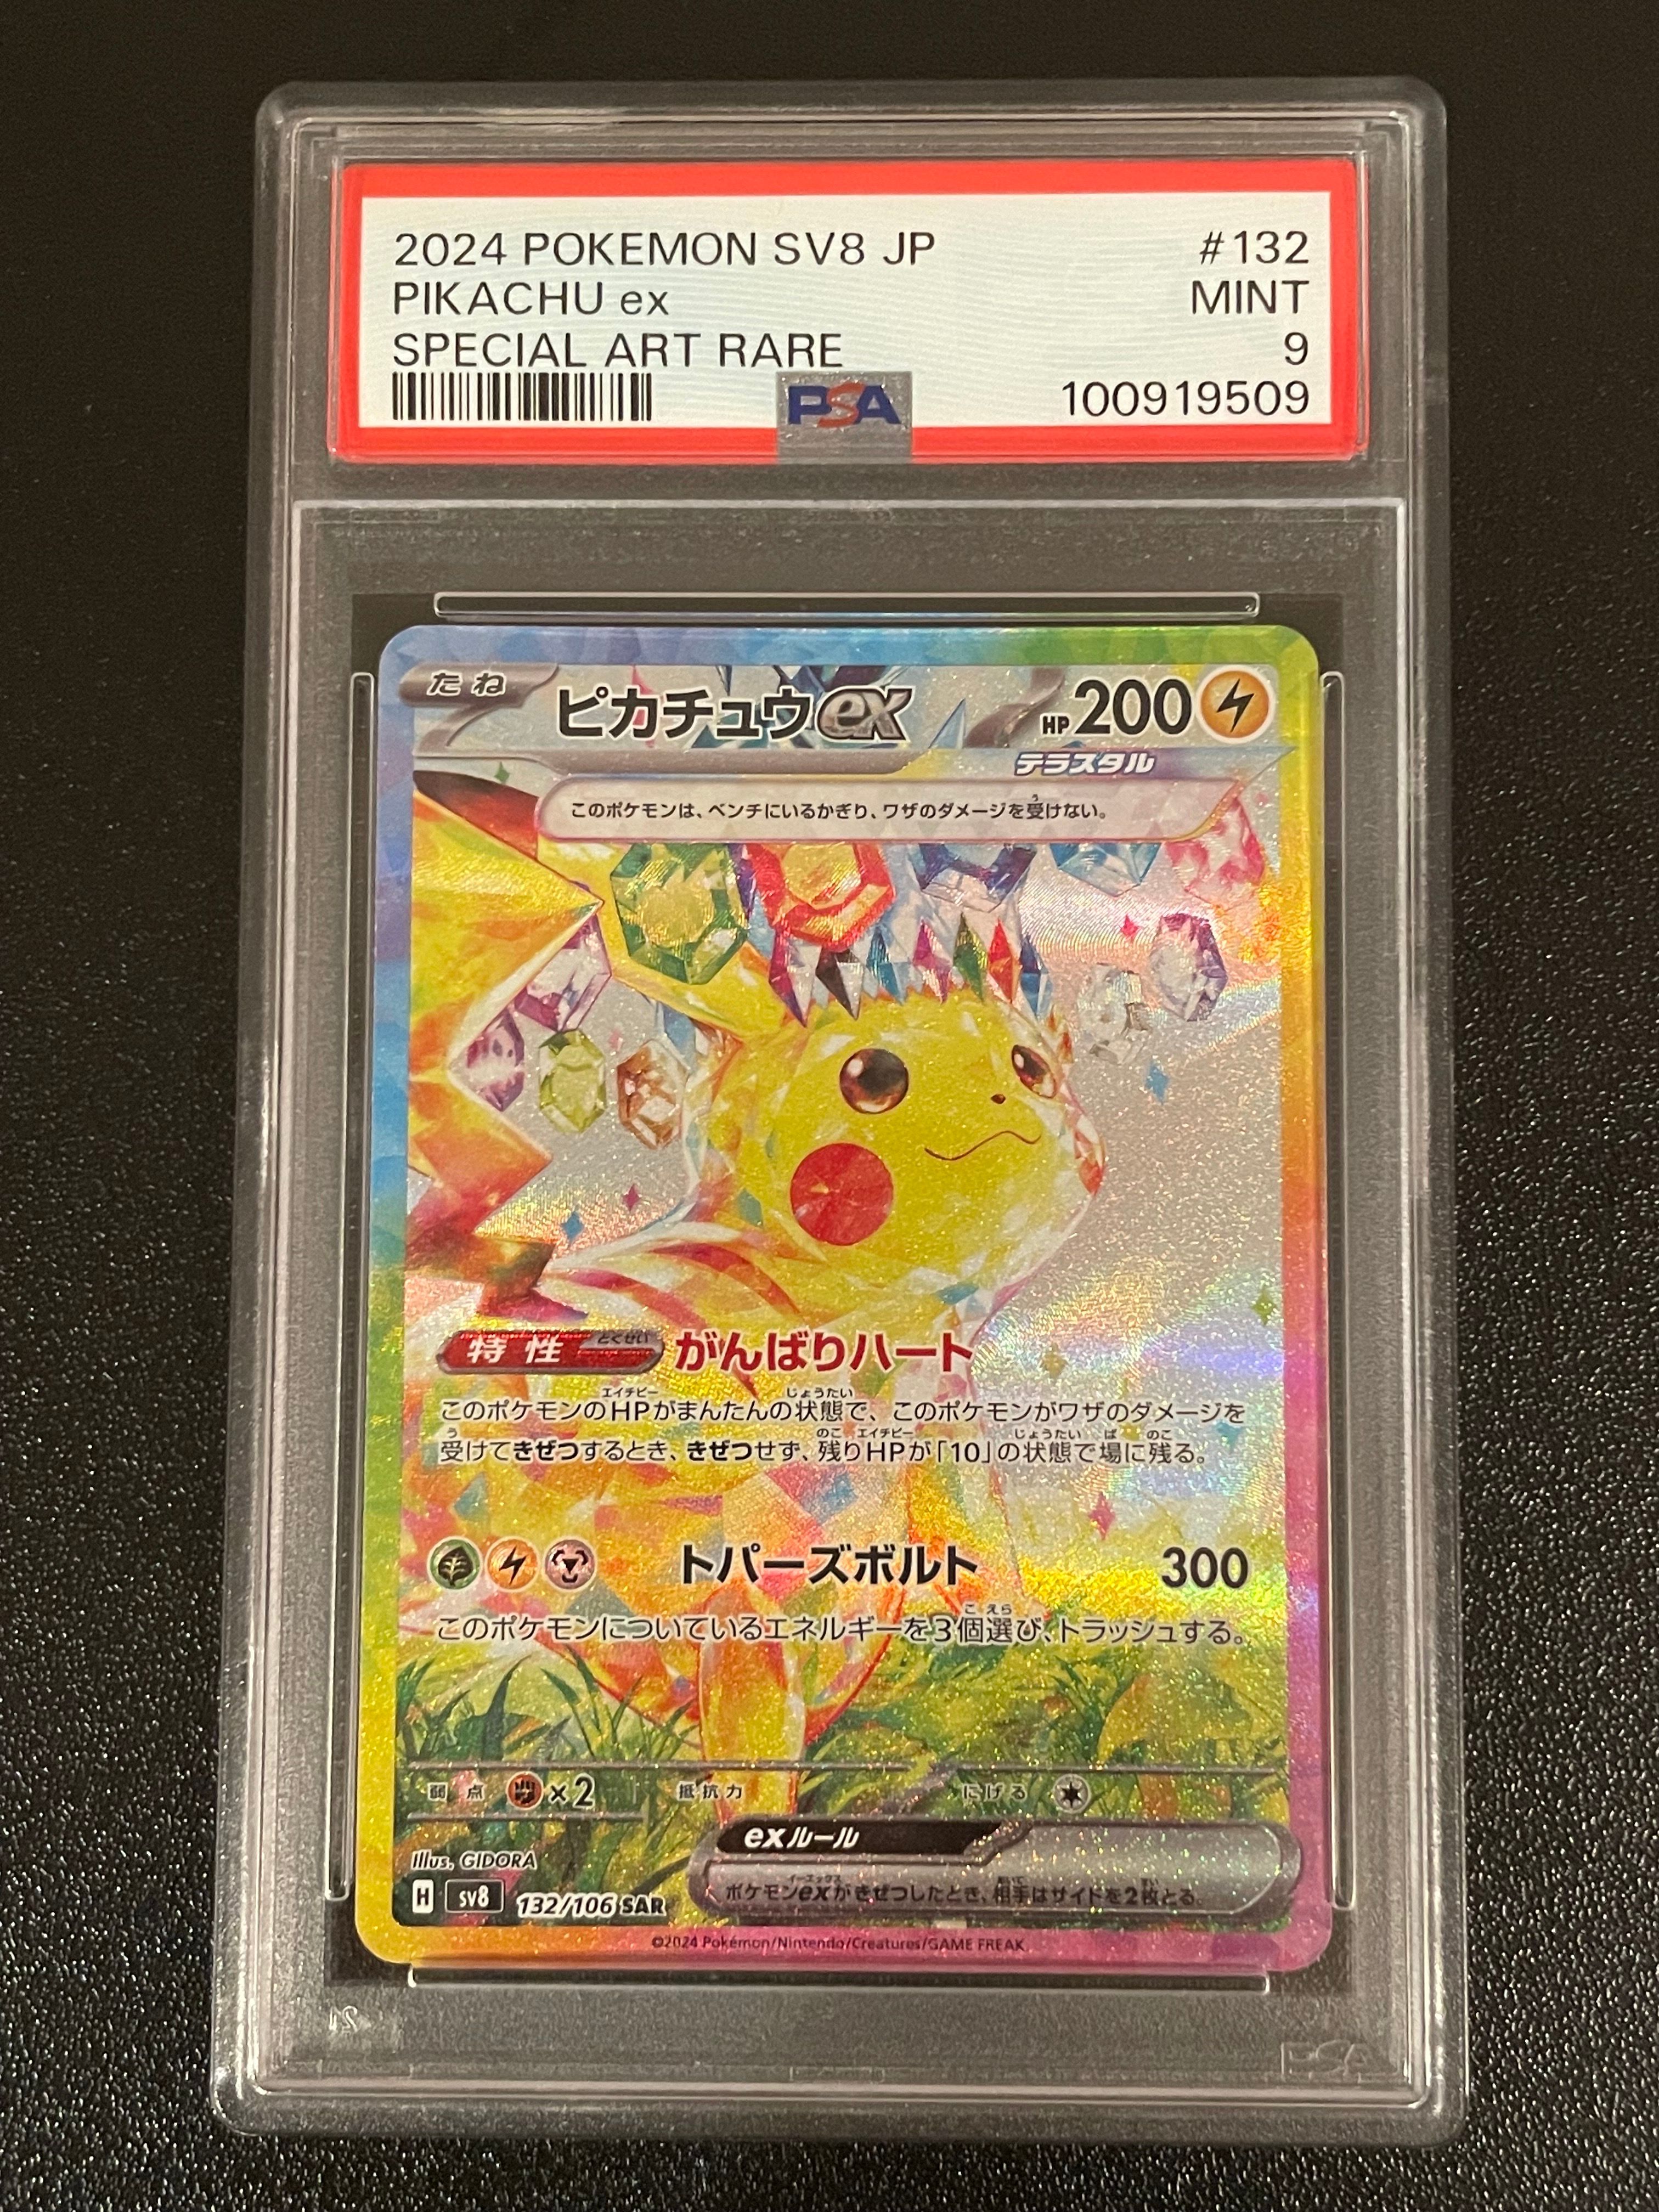 2024 POKEMON SV8 JP #132
PIKACHU ex MINT
SPECIAL ART RARE 9
PSA 100919509
たね ピカチュウex HP200
テラスタル
このポケモンは、ベンチにいるかぎり、ワザのダメージを受けない。
特性 がんばりハート
このポケモンのHPがまんたんの状態で、このポケモンがワザのダメージを
受けてきぜつするとき、きぜつせず、残りHPが「10」の状態で場に残る。
トパーズボルト 300
このポケモンについているエネルギーを3個選び、トラッシュする。
弱点 ×2 抵抗力 にげる
exルール
Illus. GIDORA
ポケモンexがきぜつしたとき、相手はサイドを2枚とる。
H SV8 132/106 SAR
©2024 Pokémon/Nintendo/Creatures/GAME FREAK
PSA